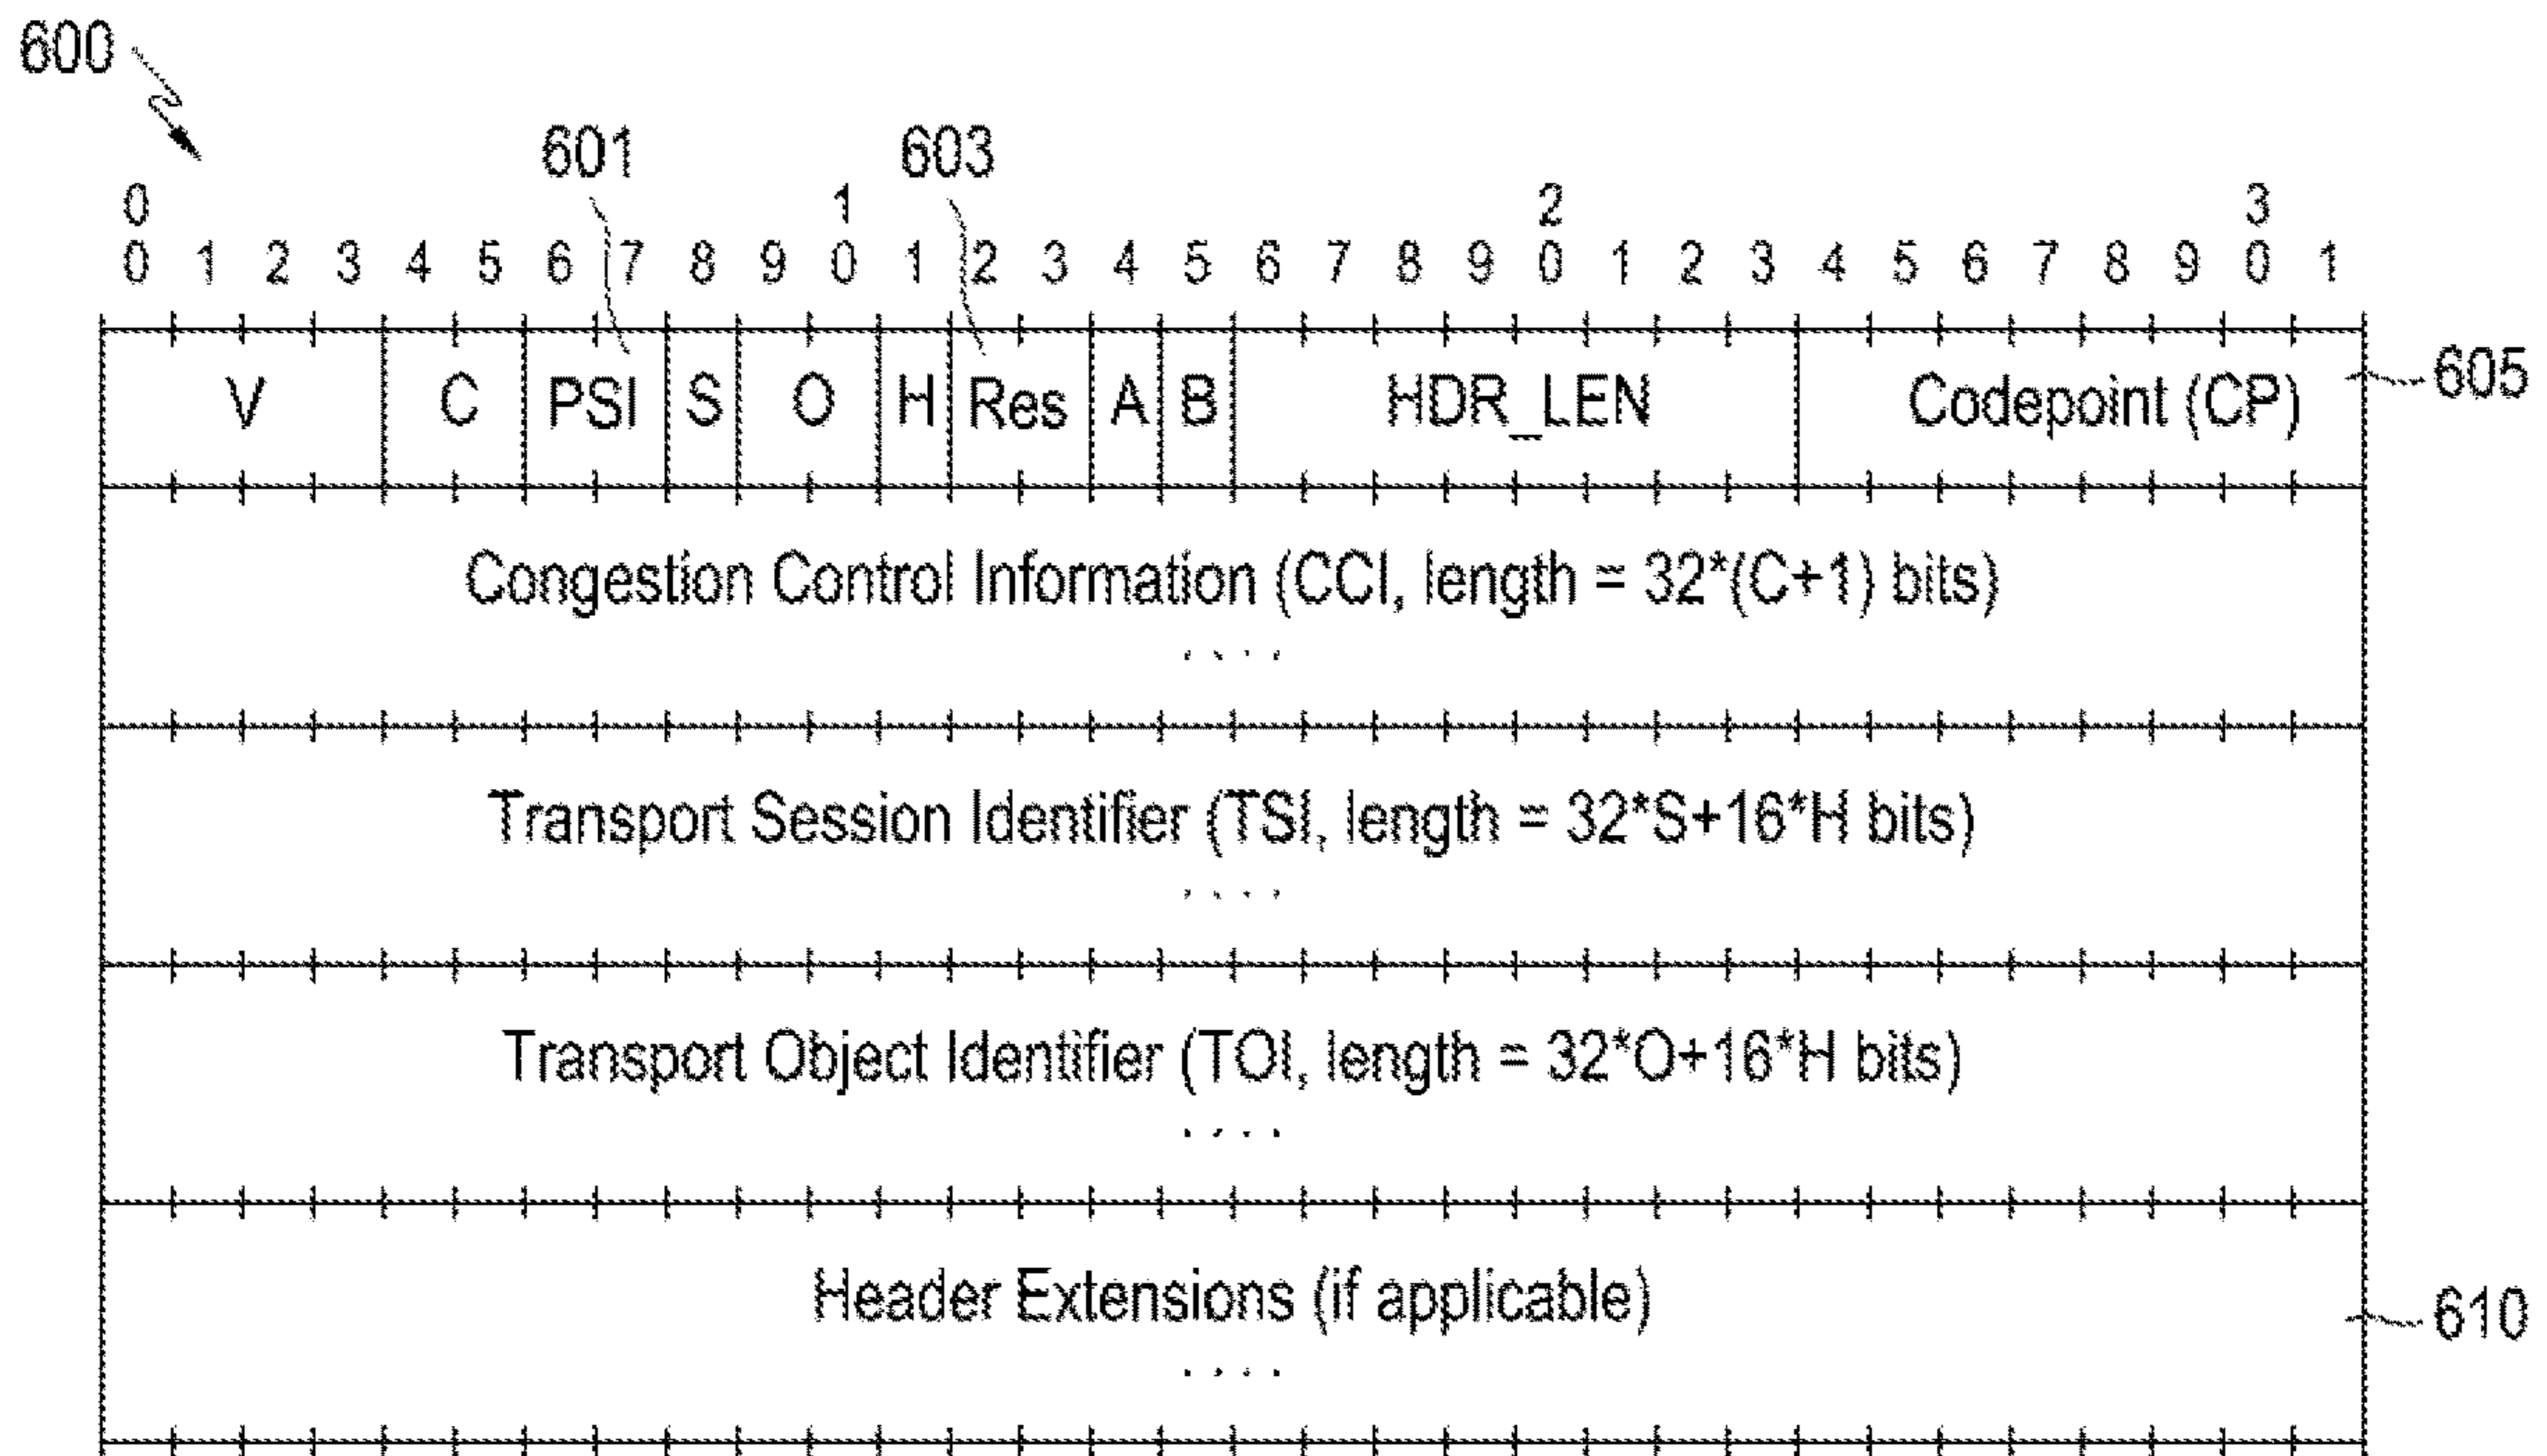 600
601 603
0 1 2 3
0 1 2 3 4 5 6 7 8 9 0 1 2 3 4 5 6 7 8 9 0 1 2 3 4 5 6 7 8 9 0 1
V C PSI S O H Res A B HDR_LEN Codepoint (CP) 605
Congestion Control Information (CCI, length = 32*(C+1) bits)
. . . .
Transport Session Identifier (TSI, length = 32*S+16*H bits)
. . . .
Transport Object Identifier (TOI, length = 32*O+16*H bits)
. . . .
Header Extensions (if applicable) 610
. . . .